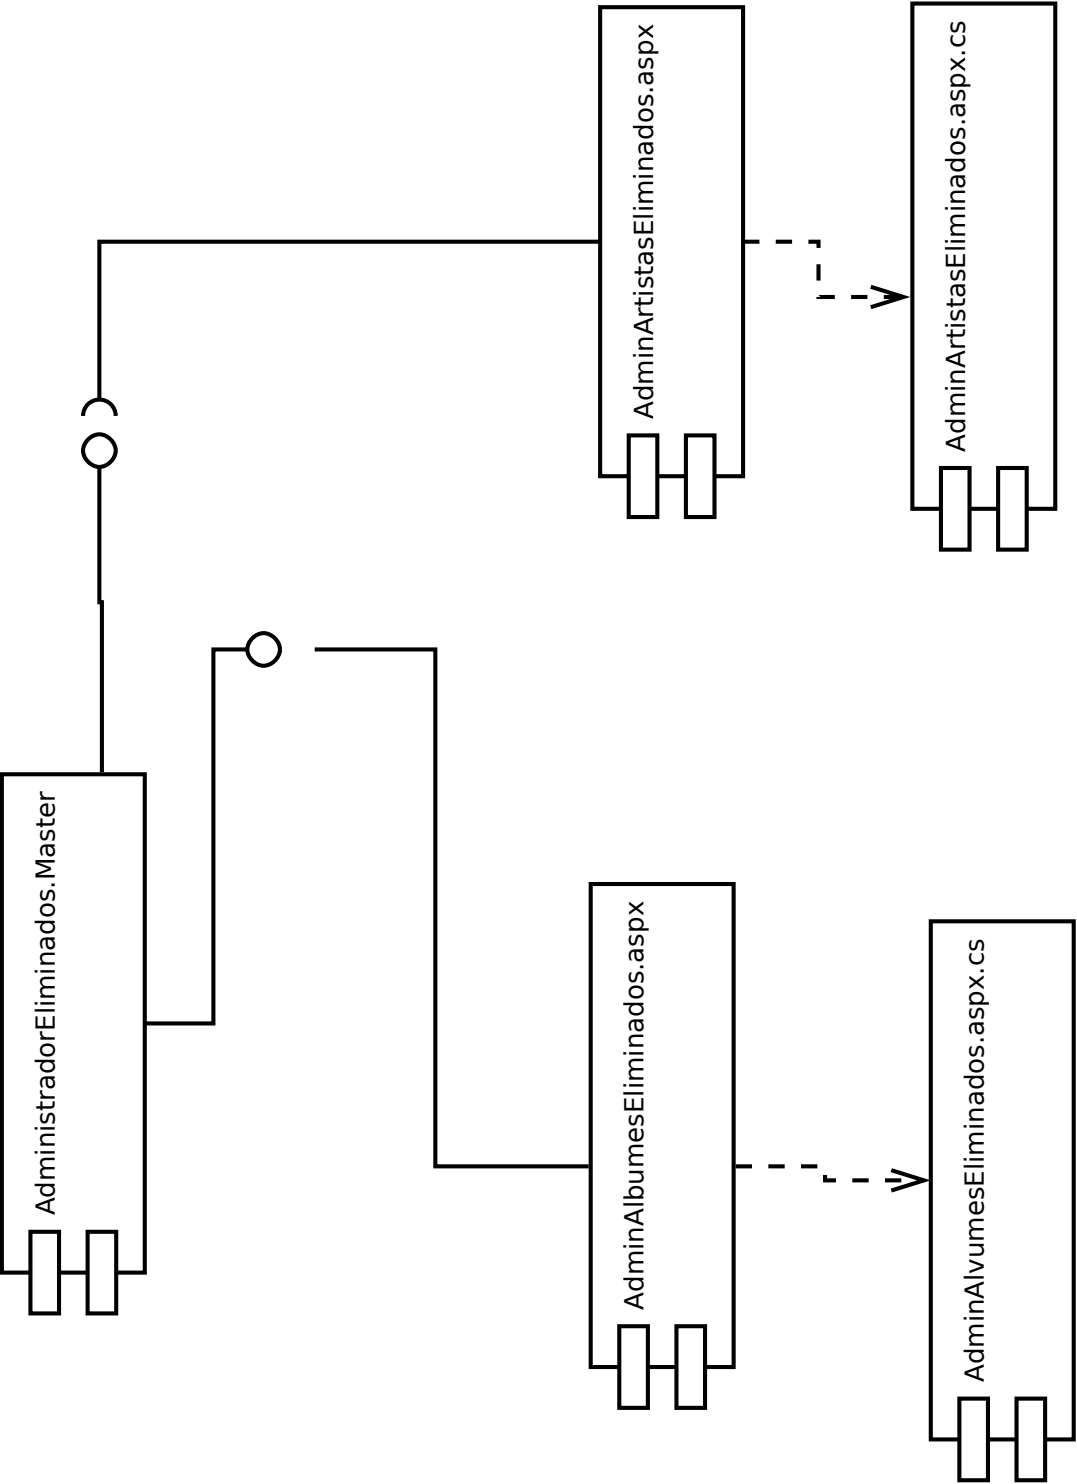 AdministradorEliminados.Master
AdminArtistasEliminados.aspx
AdminArtistasEliminados.aspx.cs
AdminAlbumesEliminados.aspx
AdminAlvumesEliminados.aspx.cs